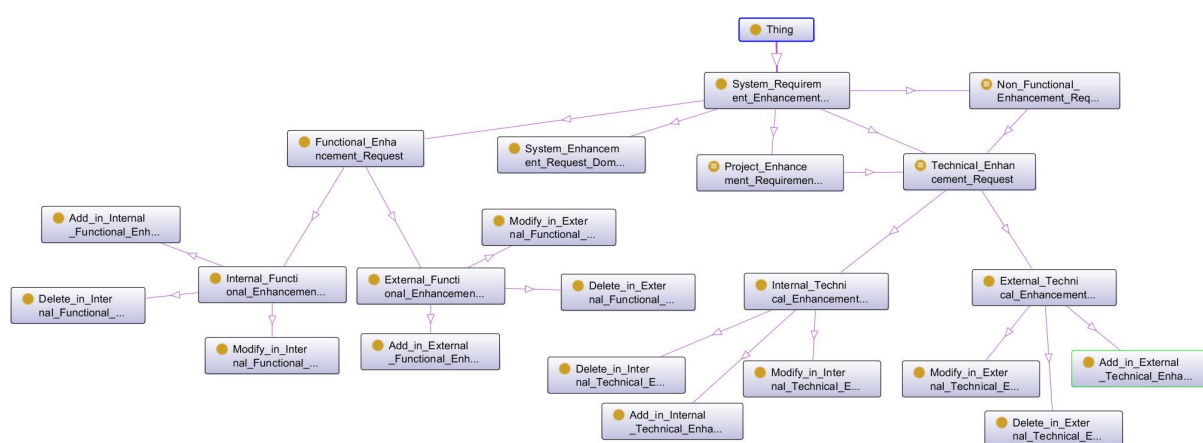 Thing
System_Requirem
ent_Enhancement...
Non_Functional_
Enhancement_Req...
Functional_Enha
ncement_Request
System_Enhancem
ent_Request_Dom...
Project_Enhance
ment_Requiremen...
Technical_Enhan
cement_Request
Add_in_Internal
_Functional_Enh...
Modify_in_Exter
nal_Functional_...
Internal_Functi
onal_Enhancemen...
External_Functi
onal_Enhancemen...
Delete_in_Inter
nal_Functional_...
Delete_in_Exter
nal_Functional_...
Internal_Techni
cal_Enhancement...
External_Techni
cal_Enhancement...
Modify_in_Inter
nal_Functional_...
Add_in_External
_Functional_Enh...
Delete_in_Inter
nal_Technical_E...
Modify_in_Inter
nal_Technical_E...
Modify_in_Exter
nal_Technical_E...
Add_in_External
_Technical_Enha...
Add_in_Internal
_Technical_Enha...
Delete_in_Exter
nal_Technical_E...